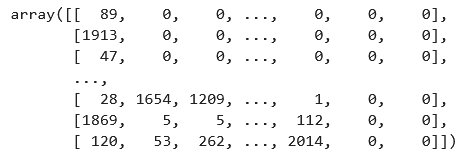 array([[  89,    0,    0, ...,    0,    0,    0],
       [1913,    0,    0, ...,    0,    0,    0],
       [  47,    0,    0, ...,    0,    0,    0],
       ...,
       [  28, 1654, 1209, ...,    1,    0,    0],
       [1869,    5,    5, ...,  112,    0,    0],
       [ 120,   53,  262, ..., 2014,    0,    0]])